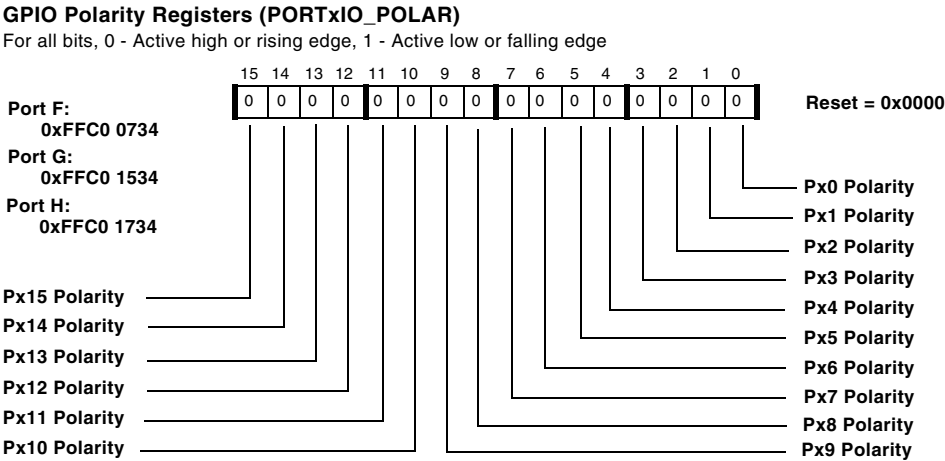 GPIO Polarity Registers (PORTxIO_POLAR)
For all bits, 0 - Active high or rising edge, 1 - Active low or falling edge
15 14 13 12 11 10 9 8 7 6 5 4 3 2 1 0
0 0 0 0 0 0 0 0 0 0 0 0 0 0 0 0
Reset = 0x0000
Port F:
0xFFC0 0734
Port G:
0xFFC0 1534
Port H:
0xFFC0 1734
Px0 Polarity
Px1 Polarity
Px2 Polarity
Px3 Polarity
Px4 Polarity
Px5 Polarity
Px6 Polarity
Px7 Polarity
Px8 Polarity
Px9 Polarity
Px15 Polarity
Px14 Polarity
Px13 Polarity
Px12 Polarity
Px11 Polarity
Px10 Polarity